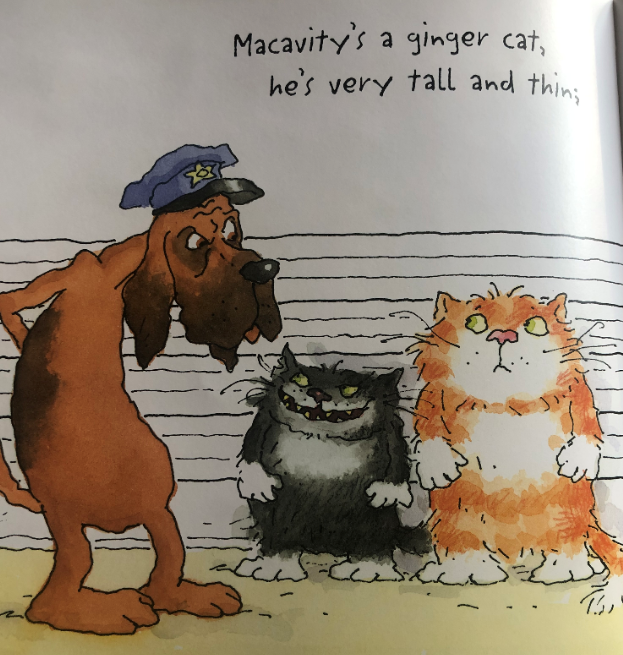 Macavity's a ginger cat,
he's very tall and thin;